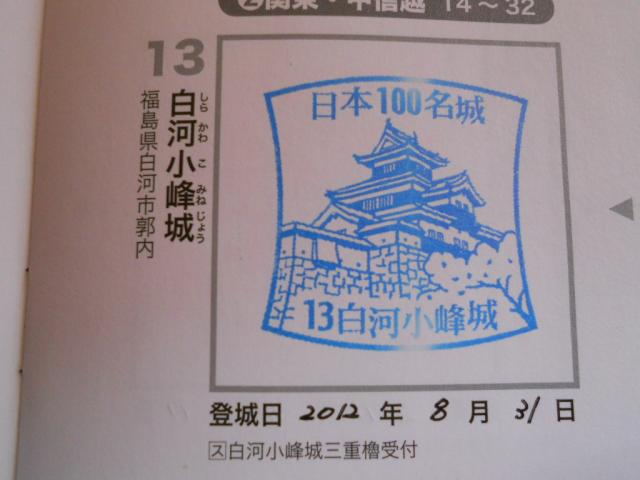 ②関東・甲信越 14～32
13
白河小峰城
しら かわ こ みね じょう
福島県白河市郭内
日本100名城
13白河小峰城
登城日 2012 年 8 月 31 日
ス白河小峰城三重櫓受付